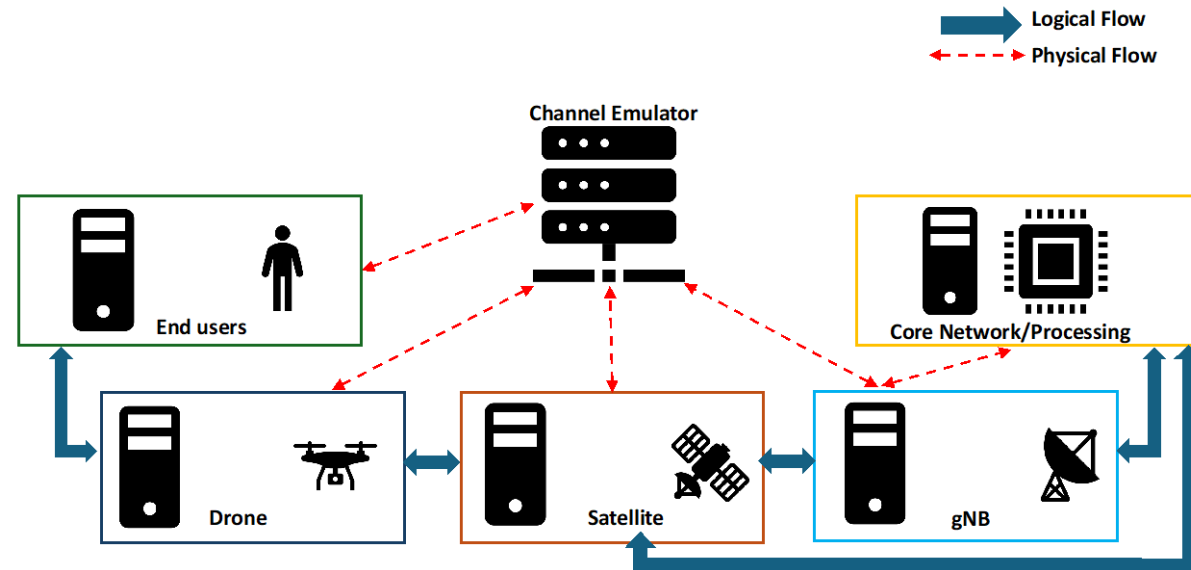 Logical Flow
Physical Flow
Channel Emulator
End users
Core Network/Processing
Drone
Satellite
gNB